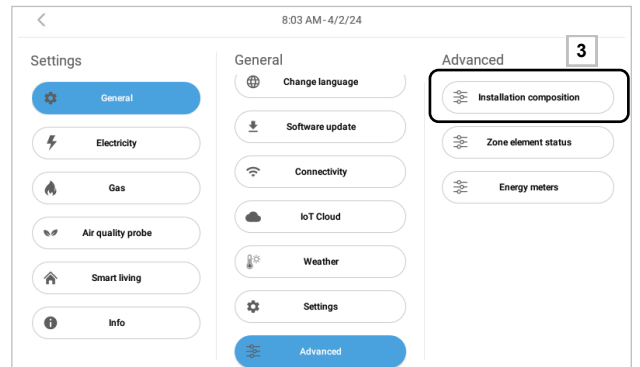 8:03 AM-4/2/24
Settings
General
Electricity
Gas
Air quality probe
Smart living
Info
General
Change language
Software update
Connectivity
IoT Cloud
Weather
Settings
Advanced
Advanced
3
Installation composition
Zone element status
Energy meters